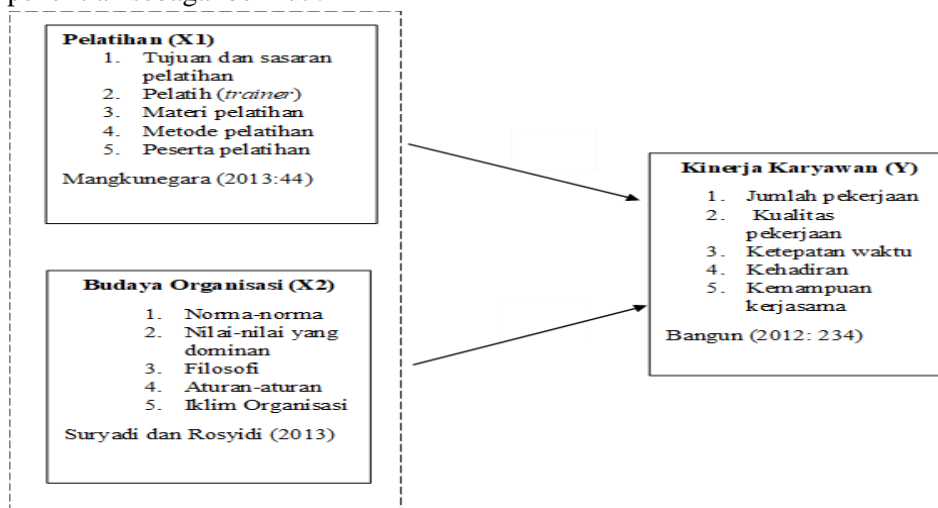 Pelatihan (X1)
1. Tujuan dan sasaran
pelatihan
2. Pelatih (trainer)
3. Materi pelatihan
4. Metode pelatihan
5. Peserta pelatihan
Mangkunegara (2013:44)
Budaya Organisasi (X2)
1. Norma-norma
2. Nilai-nilai yang
dominan
3. Filosofi
4. Aturan-aturan
5. Iklim Organisasi
Suryadi dan Rosyidi (2013)
Kinerja Karyawan (Y)
1. Jumlah pekerjaan
2. Kualitas
pekerjaan
3. Ketepatan waktu
4. Kehadiran
5. Kemampuan
kerjasama
Bangun (2012: 234)